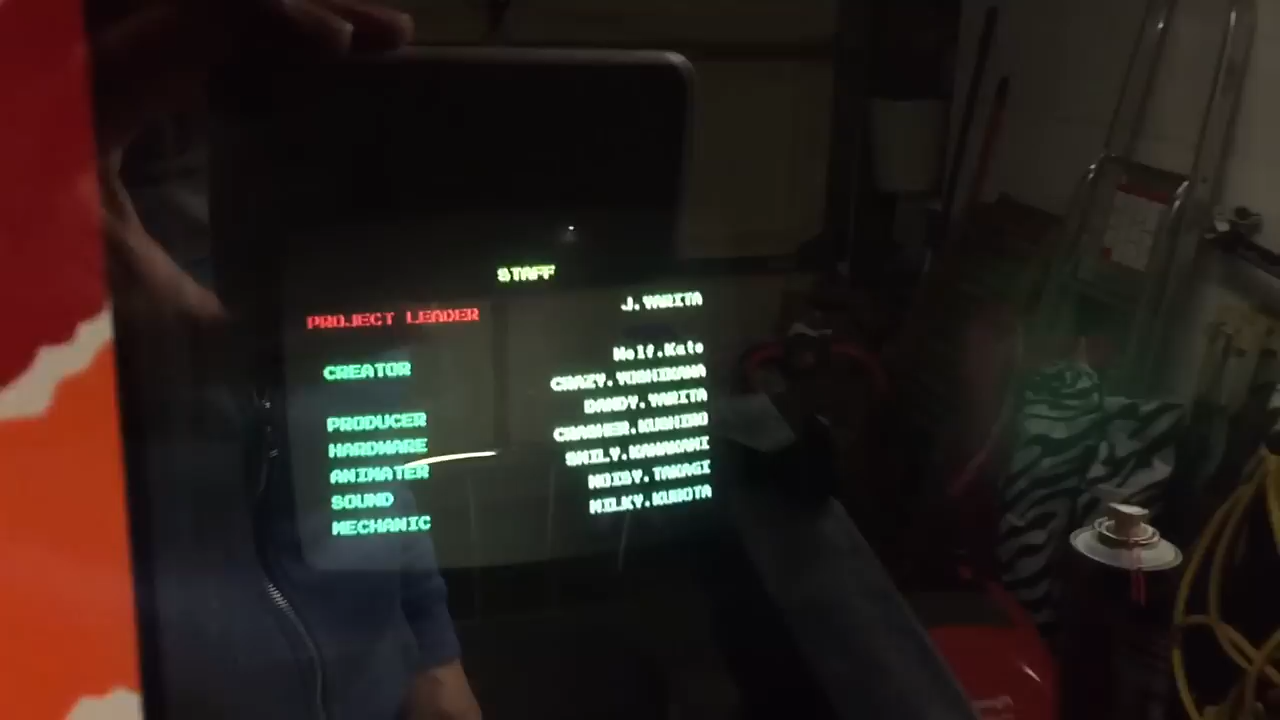 STAFF
PROJECT LEADER J.YARITA
CREATOR Wolf.Kato
CRAZY.YOSHIKAWA
PRODUCER DANDY.YARITA
HARDWARE CRASHER.KUSHIRO
ANIMATER SMILY.KAWAKAMI
SOUND NOISY.TAKAGI
MECHANIC MILKY.KUBOTA